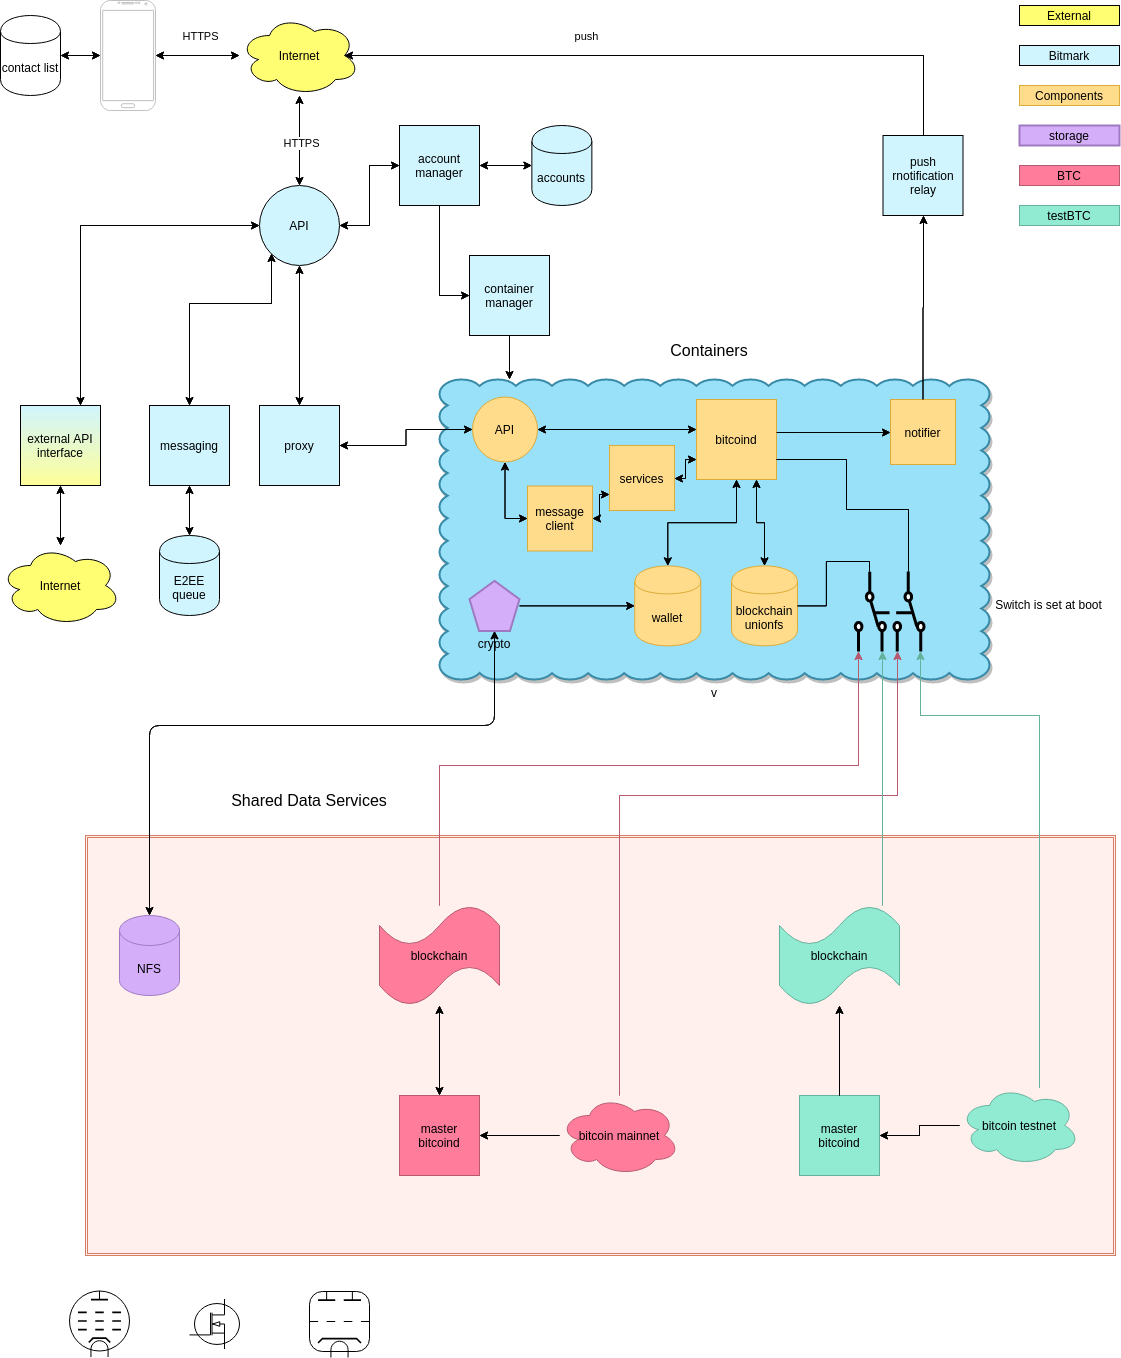 External
HTTPS
push
Internet
Bitmark
contact list
Components
storage
HTTPS
account
manager
accounts
push
rnotification
relay
BTC
testBTC
API
container
manager
Containers
external API
interface
messaging
proxy
API
bitcoind
notifier
services
message
client
Internet
E2EE
queue
wallet
blockchain
unionfs
Switch is set at boot
crypto
v
Shared Data Services
NFS
blockchain
blockchain
master
bitcoind
bitcoin mainnet
master
bitcoind
bitcoin testnet